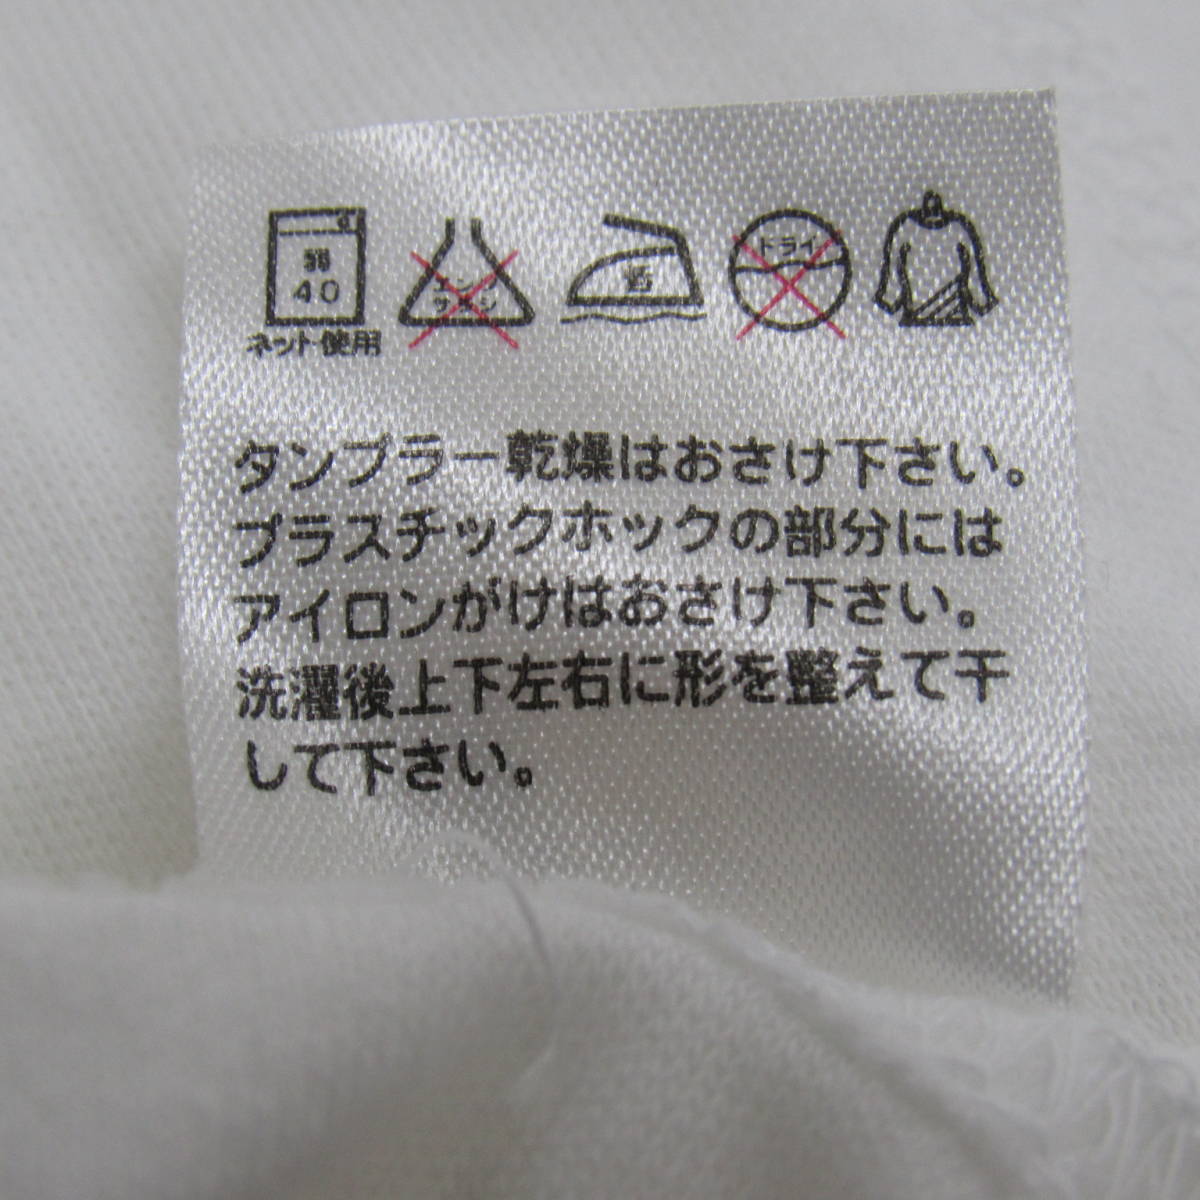 弱
40
ネット使用
エンソ
サラシ
ドライ
タンブラー乾燥はおさけ下さい。
プラスチックホックの部分には
アイロンがけはおさけ下さい。
洗濯後上下左右に形を整えて干
して下さい。